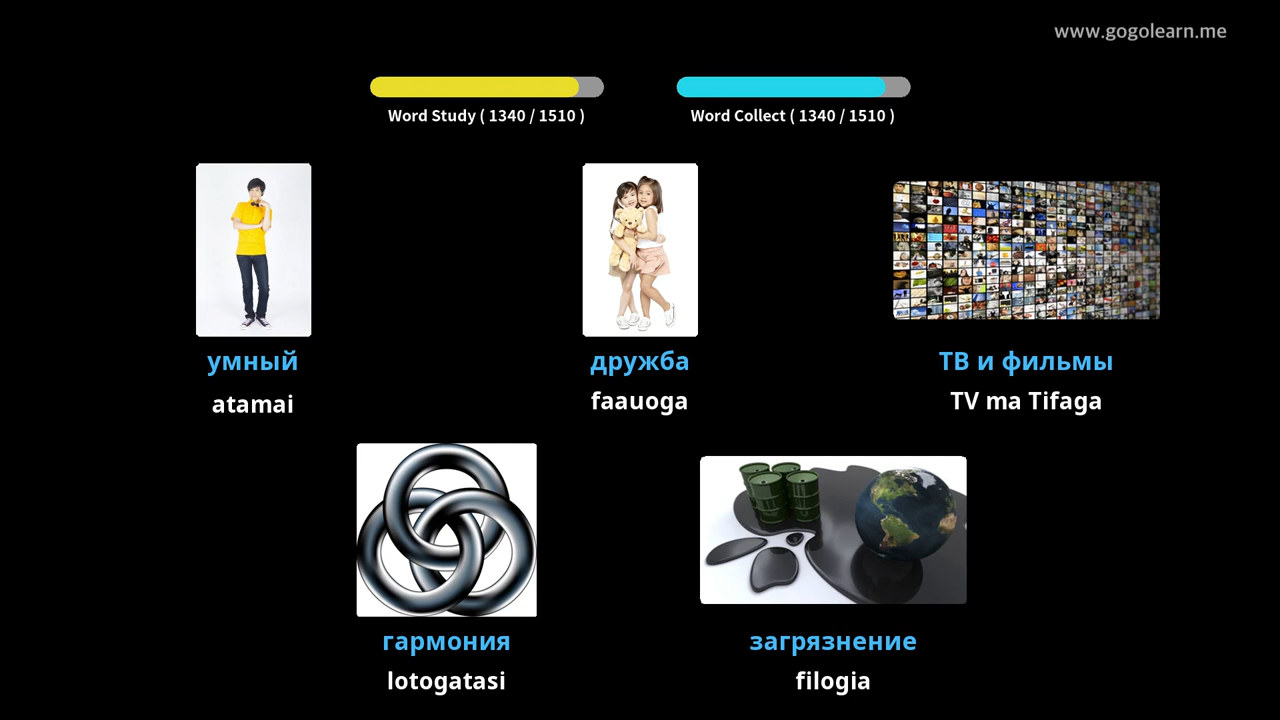 www.gogolearn.me
Word Study ( 1340 / 1510 )
Word Collect ( 1340 / 1510 )
умный
atamai
дружба
faauoga
ТВ и фильмы
TV ma Tifaga
гармония
lotogatasi
загрязнение
filogia